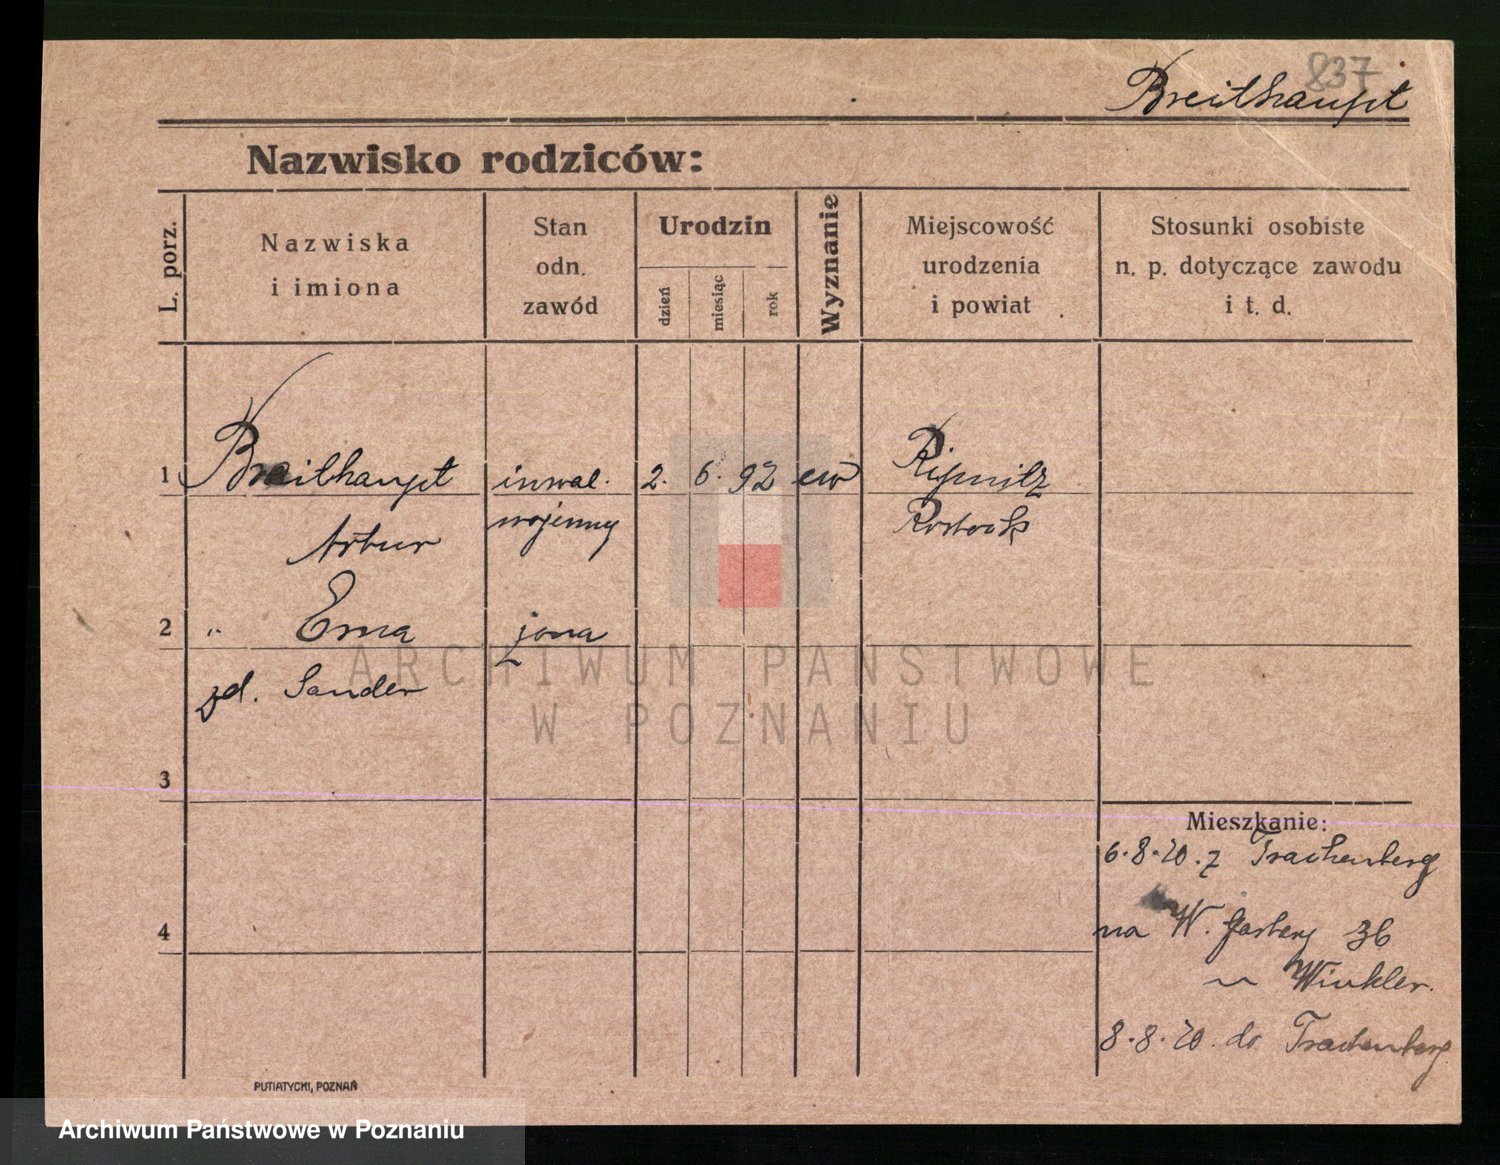 837
Breithaupt
Nazwisko rodziców:
L. porz.
Nazwiska
i imiona
Stan
odn.
zawód
Urodzin
dzień
miesiąc
rok
Wyznanie
Miejscowość
urodzenia
i powiat
Stosunki osobiste
n. p. dotyczące zawodu
i t. d.
1 Breithaupt inwal. 2. 6. 92 ew
wojenny Rostock
Artur
2 " Erna żona
zd. Sander
3
Mieszkanie:
6.8.20. z Trachenberg
4
na W. Garbary 36
u Winkler.
8.8.20. do Trachenberg
PUTIATYCKI, POZNAŃ
ARCHIWUM PAŃSTWOWE
W POZNANIU
Archiwum Państwowe w Poznaniu